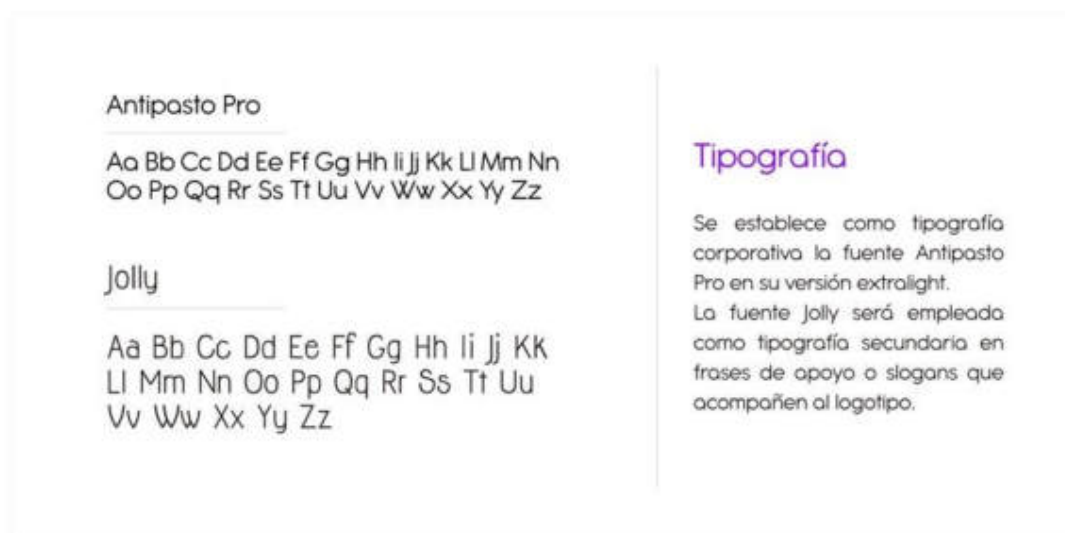 Antipasto Pro
Aa Bb Cc Dd Ee Ff Gg Hh Ii Jj Kk Ll Mm Nn
Oo Pp Qq Rr Ss Tt Uu Vv Ww Xx Yy Zz
Jolly
Aa Bb Cc Dd Ee Ff Gg Hh Ii Jj Kk
Ll Mm Nn Oo Pp Qq Rr Ss Tt Uu
Vv Ww Xx Yy Zz
Tipografía
Se establece como tipografía
corporativa la fuente Antipasto
Pro en su versión extralight.
La fuente Jolly será empleada
como tipografía secundaria en
frases de apoyo o slogans que
acompañen al logotipo.